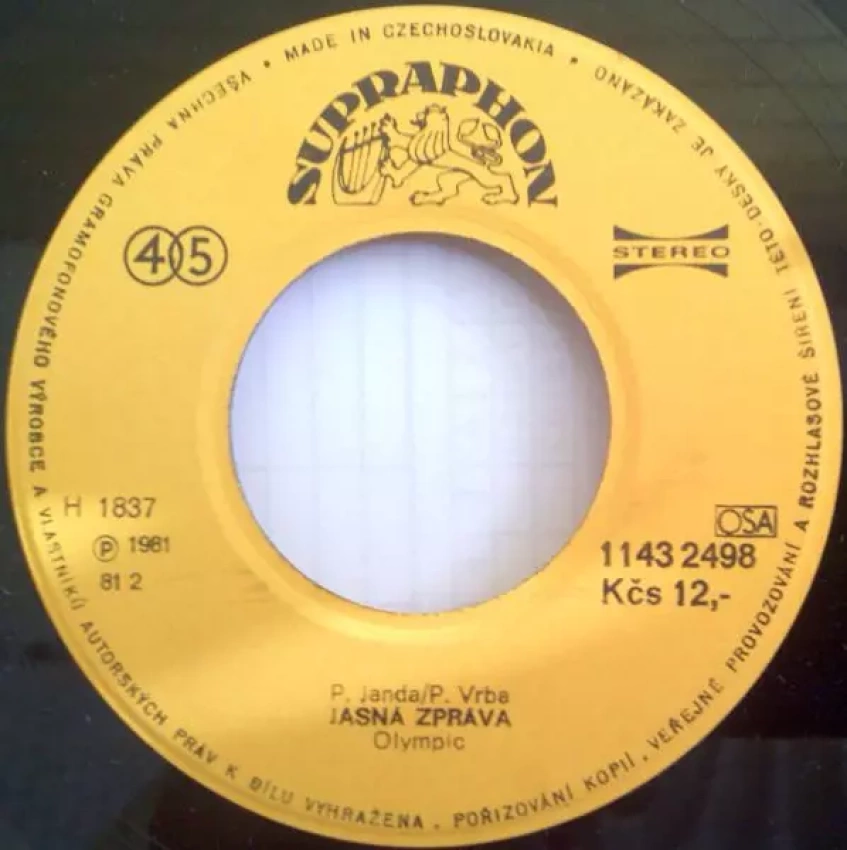 VŠECHNA PRÁVA GRAMOFONOVÉHO VÝROBCE A VLASTNÍKŮ AUTORSKÝCH PRÁV K DÍLU VYHRAŽENA. POŘIZOVÁNÍ KOPIÍ, VEŘEJNÉ PROVOZOVÁNÍ A ROZHLASOVÉ ŠÍŘENÍ TÉTO DESKY JE ZAKÁZÁNO
• MADE IN CZECHOSLOVAKIA •
SUPRAPHON
45
STEREO
H 1837
℗ 1981
81 2
OSA
1143 2498
Kčs 12,-
P. Janda/P. Vrba
JASNÁ ZPRÁVA
Olympic